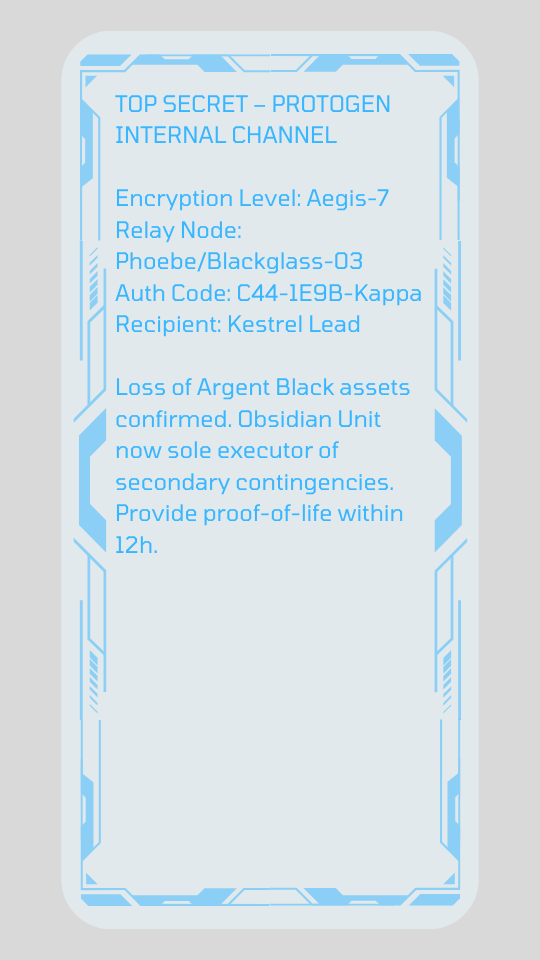 TOP SECRET – PROTOGEN
INTERNAL CHANNEL
Encryption Level: Aegis-7
Relay Node:
Phoebe/Blackglass-03
Auth Code: C44-1E9B-Kappa
Recipient: Kestrel Lead
Loss of Argent Black assets
confirmed. Obsidian Unit
now sole executor of
secondary contingencies.
Provide proof-of-life within
12h.